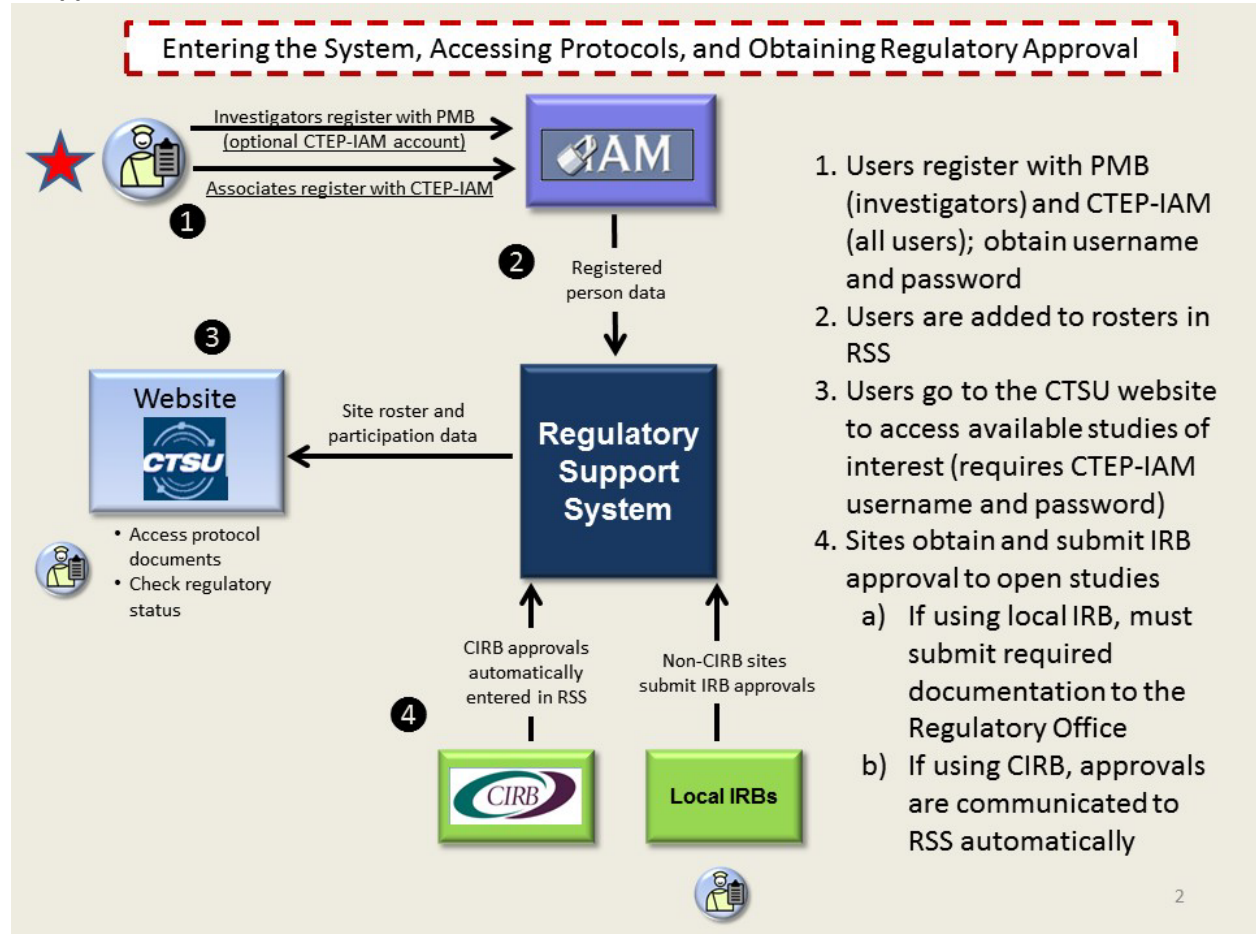 Entering the System, Accessing Protocols, and Obtaining Regulatory Approval
Investigators register with PMB
(optional CTEP-IAM account)
Associates register with CTEP-IAM
1
IAM
2
Registered
person data
3
Website
CTSU
• Access protocol
documents
• Check regulatory
status
Site roster and
participation data
Regulatory
Support
System
CIRB approvals
automatically
entered in RSS
Non-CIRB sites
submit IRB approvals
4
CIRB
Local IRBs
1. Users register with PMB
(investigators) and CTEP-IAM
(all users); obtain username
and password
2. Users are added to rosters in
RSS
3. Users go to the CTSU website
to access available studies of
interest (requires CTEP-IAM
username and password)
4. Sites obtain and submit IRB
approval to open studies
a) If using local IRB, must
submit required
documentation to the
Regulatory Office
b) If using CIRB, approvals
are communicated to
RSS automatically
2